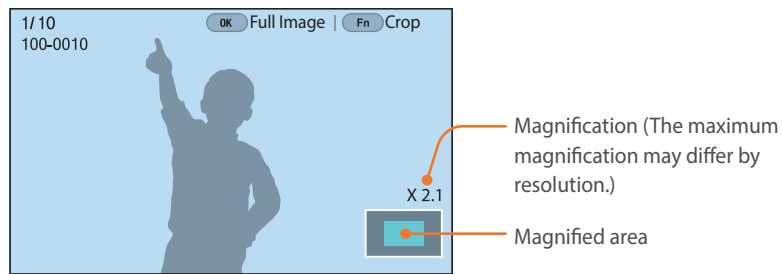 1/10 OK Full Image | Fn Crop
100-0010
X 2.1
Magnification (The maximum
magnification may differ by
resolution.)
Magnified area